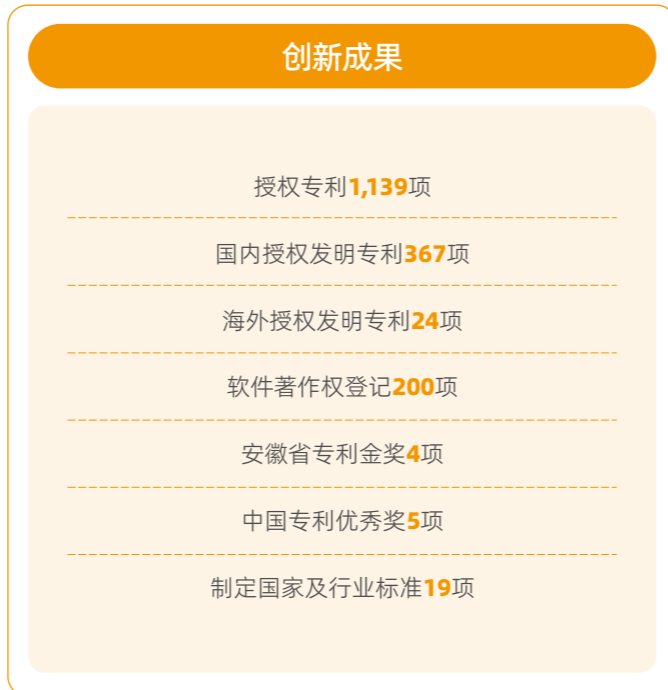 创新成果
授权专利1,139项
国内授权发明专利367项
海外授权发明专利24项
软件著作权登记200项
安徽省专利金奖4项
中国专利优秀奖5项
制定国家及行业标准19项